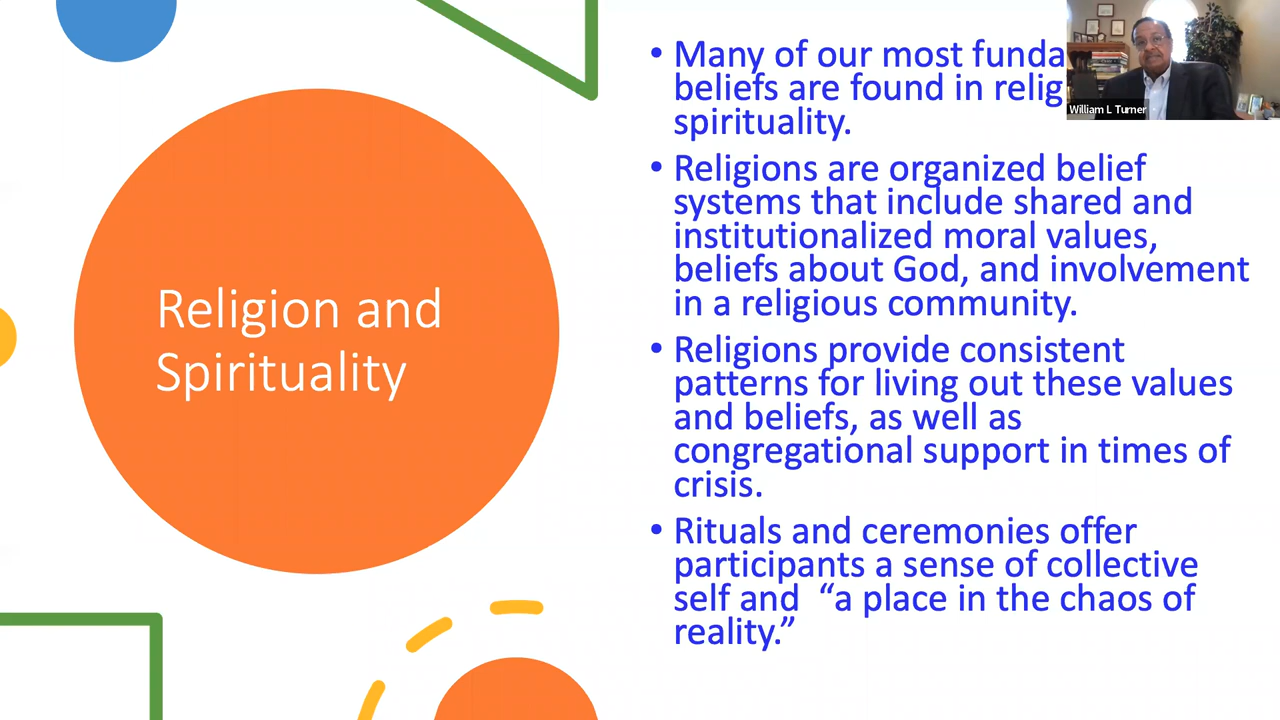 Religion and
Spirituality
• Many of our most funda
beliefs are found in relig
spirituality.
• Religions are organized belief
systems that include shared and
institutionalized moral values,
beliefs about God, and involvement
in a religious community.
• Religions provide consistent
patterns for living out these values
and beliefs, as well as
congregational support in times of
crisis.
• Rituals and ceremonies offer
participants a sense of collective
self and “a place in the chaos of
reality.”
William L Turner